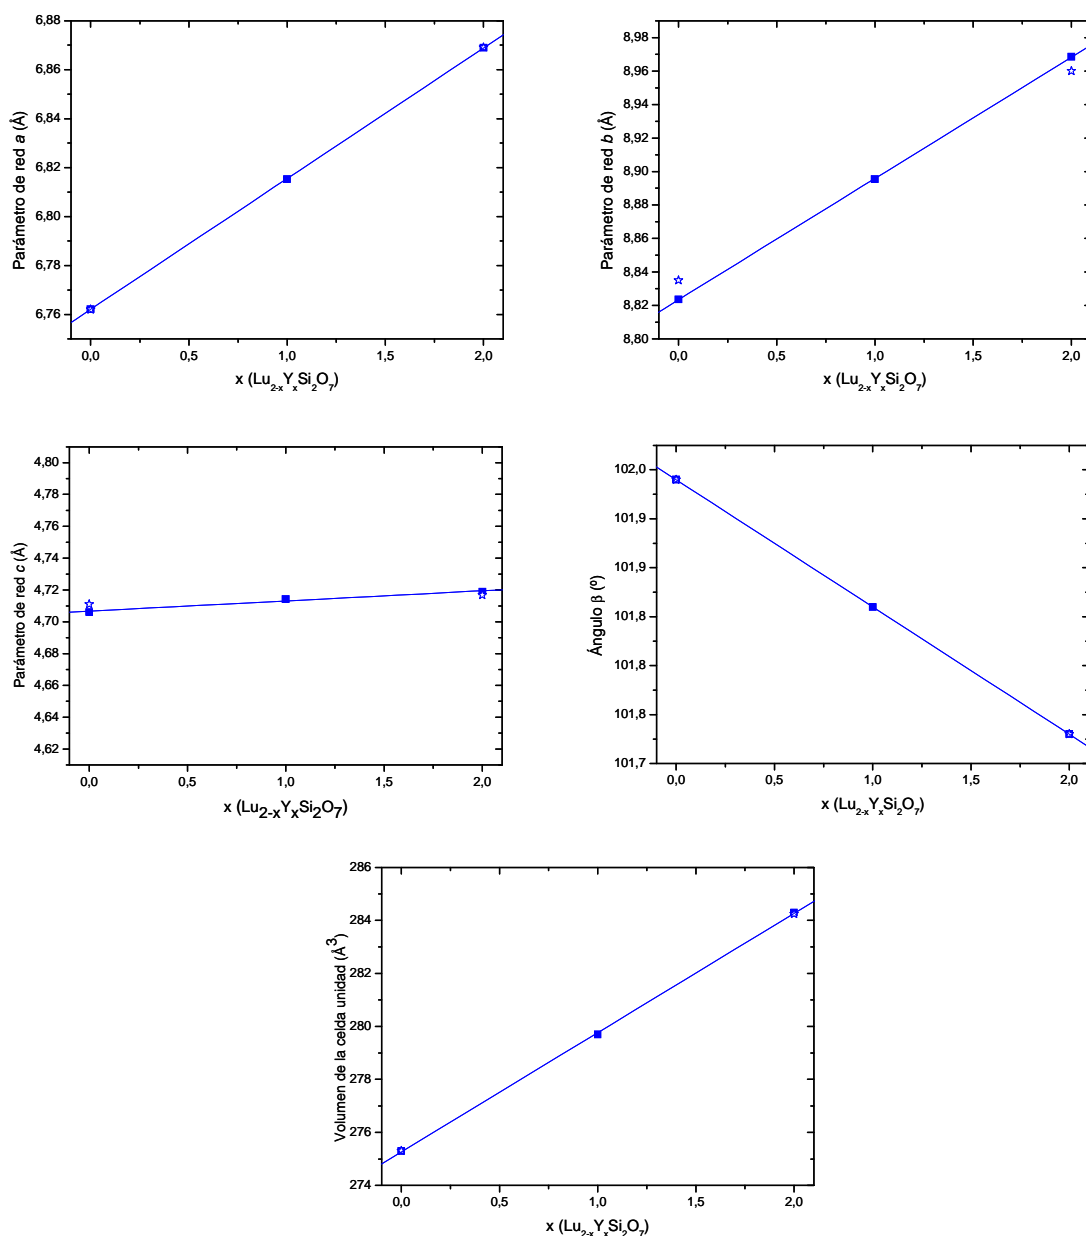 6,88
6,86
6,84
6,82
6,80
6,78
6,76
Parámetro de red a (Å)
0,0 0,5 1,0 1,5 2,0
x (Lu2-xYxSi2O7)
8,98
8,96
8,94
8,92
8,90
8,88
8,86
8,84
8,82
8,80
Parámetro de red b (Å)
0,0 0,5 1,0 1,5 2,0
x (Lu2-xYxSi2O7)
4,80
4,78
4,76
4,74
4,72
4,70
4,68
4,66
4,64
4,62
Parámetro de red c (Å)
0,0 0,5 1,0 1,5 2,0
x (Lu2-xYxSi2O7)
102,0
101,9
101,9
101,8
101,8
101,8
101,7
Ángulo β (º)
0,0 0,5 1,0 1,5 2,0
x (Lu2-xYxSi2O7)
286
284
282
280
278
276
274
Volumen de la celda unidad (Å3)
0,0 0,5 1,0 1,5 2,0
x (Lu2-xYxSi2O7)